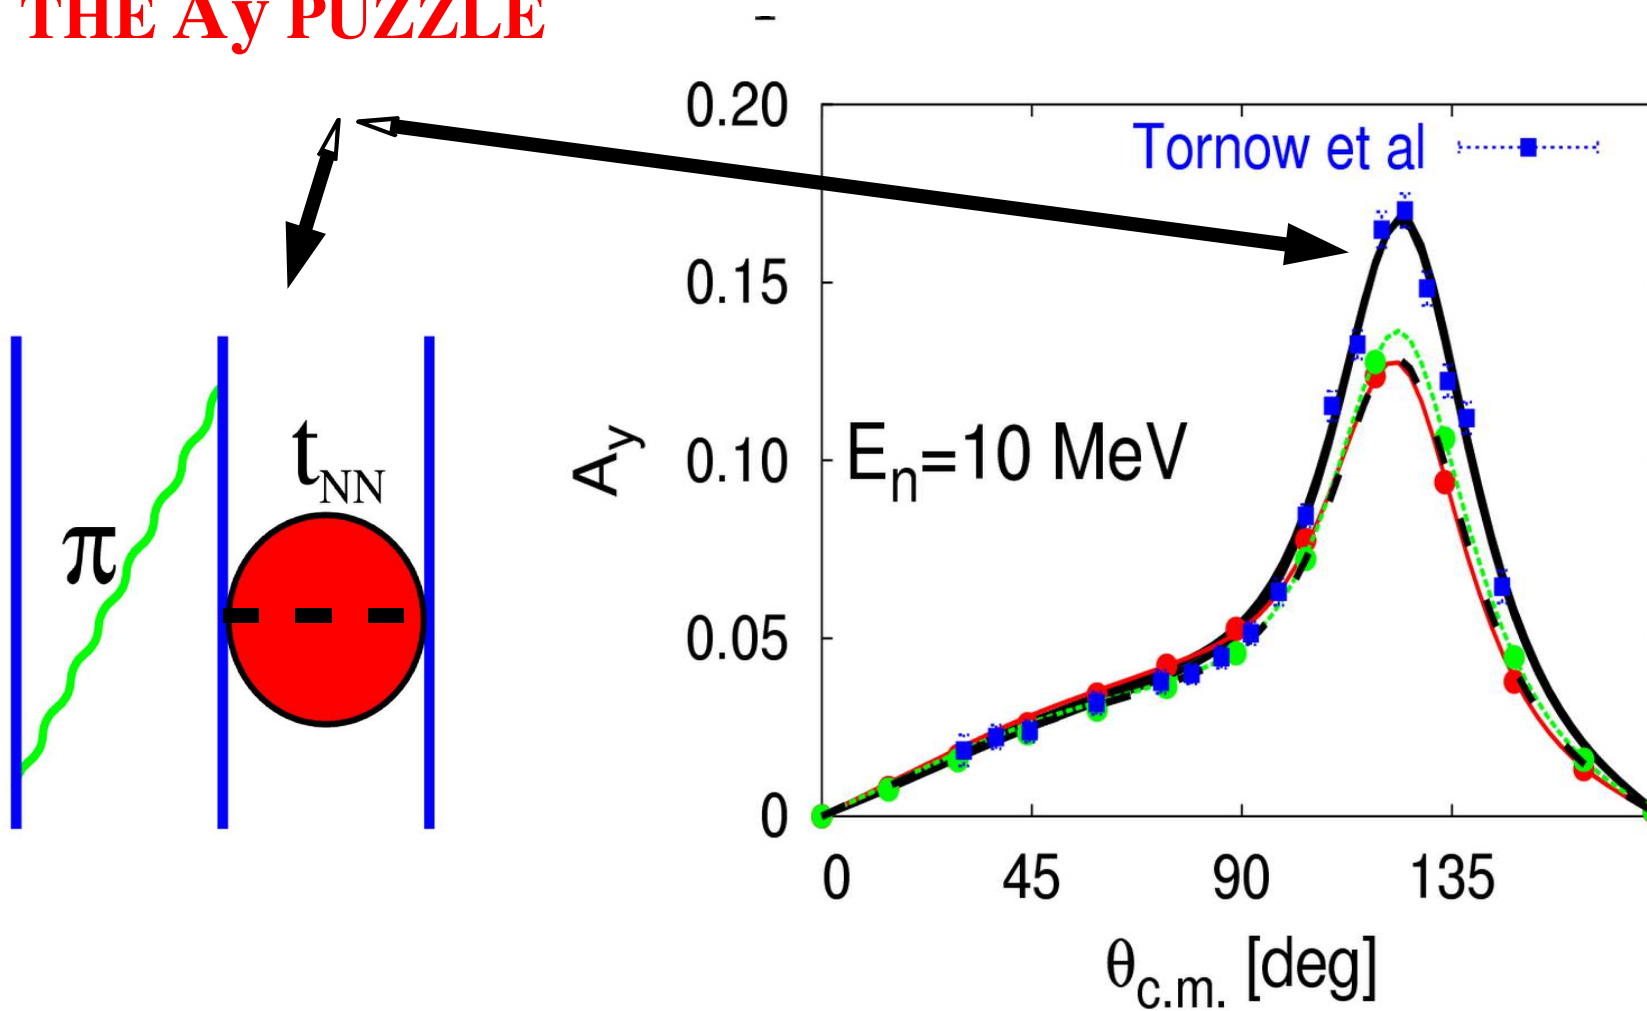 THE Ay PUZZLE
0.20
Tornow et al
0.15
t_NN
A_y
0.10
E_n=10 MeV
π
0.05
0
0 45 90 135
θ_c.m. [deg]